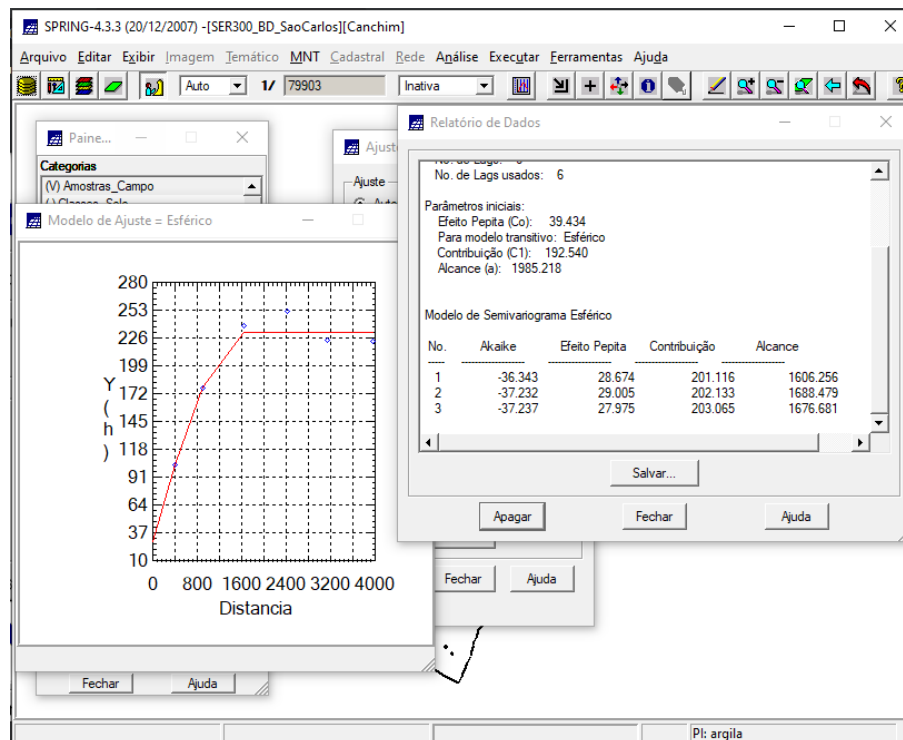 SPRING-4.3.3 (20/12/2007) -[SER300_BD_SaoCarlos][Canchim]
Arquivo Editar Exibir Imagem Temático MNT Cadastral Rede Análise Executar Ferramentas Ajuda
Auto 1/ 79903 Inativa
Paine...
Categorias
(V) Amostras_Campo
Ajuste
Modelo de Ajuste = Esférico
280
253
226
199
172
145
118
91
64
37
10
Y(h)
0 800 1600 2400 3200 4000
Distancia
Fechar Ajuda
Fechar Ajuda
Relatório de Dados
No. de Lags usados: 6
Parâmetros iniciais:
Efeito Pepita (Co): 39.434
Para modelo transitivo: Esférico
Contribuição (C1): 192.540
Alcance (a): 1985.218
Modelo de Semivariograma Esférico
No. Akaike Efeito Pepita Contribuição Alcance
1 -36.343 28.674 201.116 1606.256
2 -37.232 29.005 202.133 1688.479
3 -37.237 27.975 203.065 1676.681
Salvar...
Apagar Fechar Ajuda
PI: argila